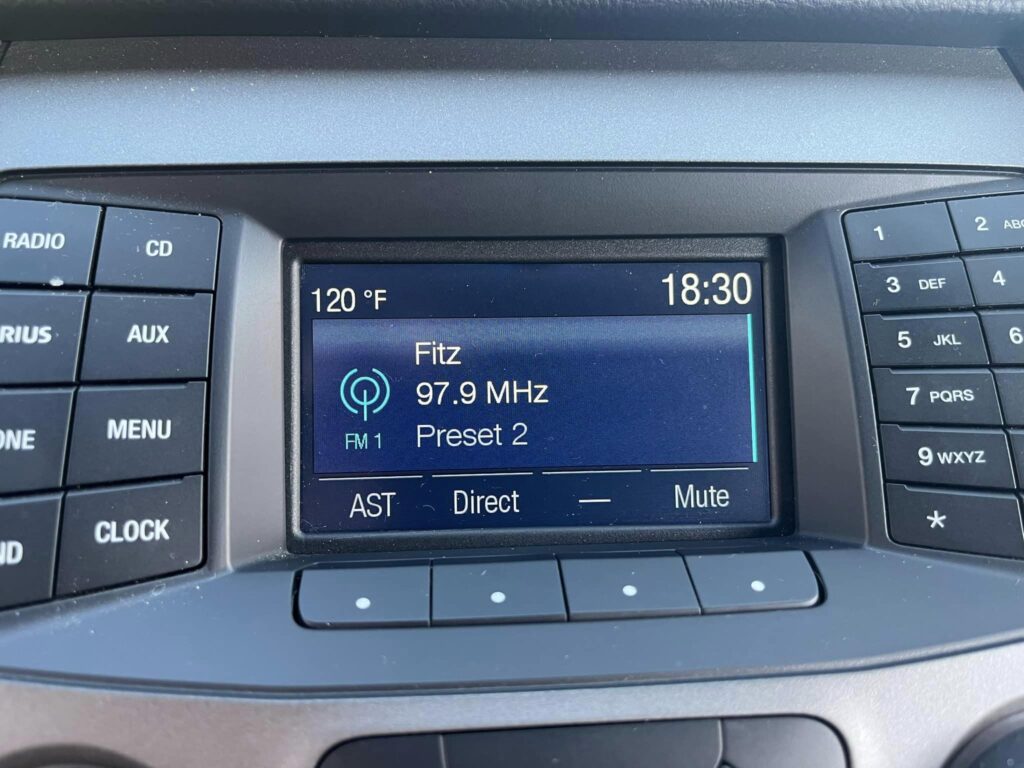 120 °F
18:30
Fitz
97.9 MHz
FM 1
Preset 2
AST
Direct
—
Mute
RADIO
CD
RIUS
AUX
ONE
MENU
ND
CLOCK
1
2 ABC
3 DEF
4
5 JKL
6
7 PQRS
9 WXYZ
*